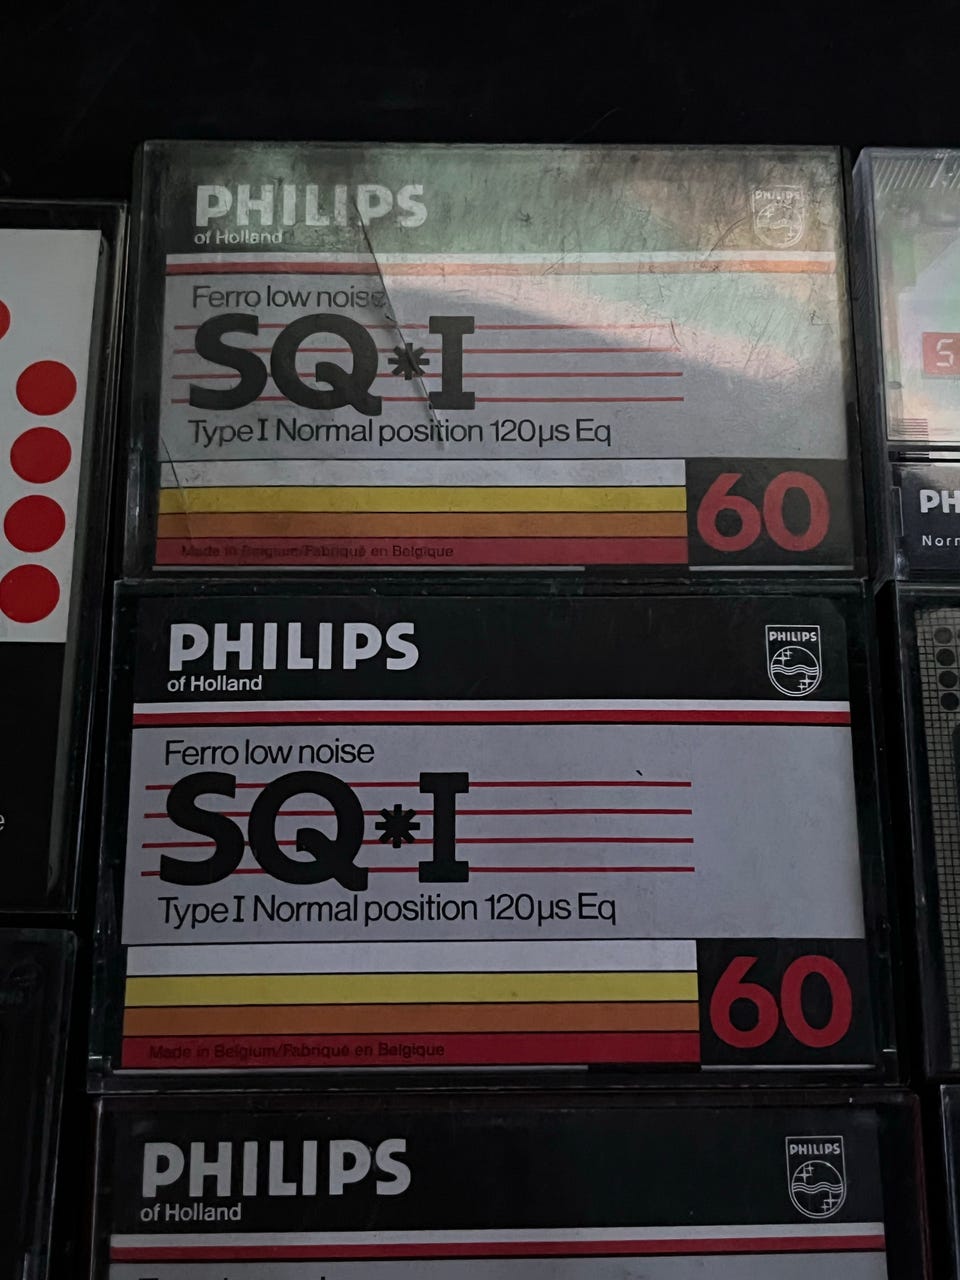 PHILIPS
PHILIPS
of Holland
Ferro low noise
SQ*I
Type I Normal position 120µs Eq
60
Made in Belgium/Fabriqué en Belgique
S
PH
Norr
PHILIPS
PHILIPS
of Holland
Ferro low noise
SQ*I
Type I Normal position 120µs Eq
60
Made in Belgium/Fabriqué en Belgique
e
PHILIPS
PHILIPS
of Holland